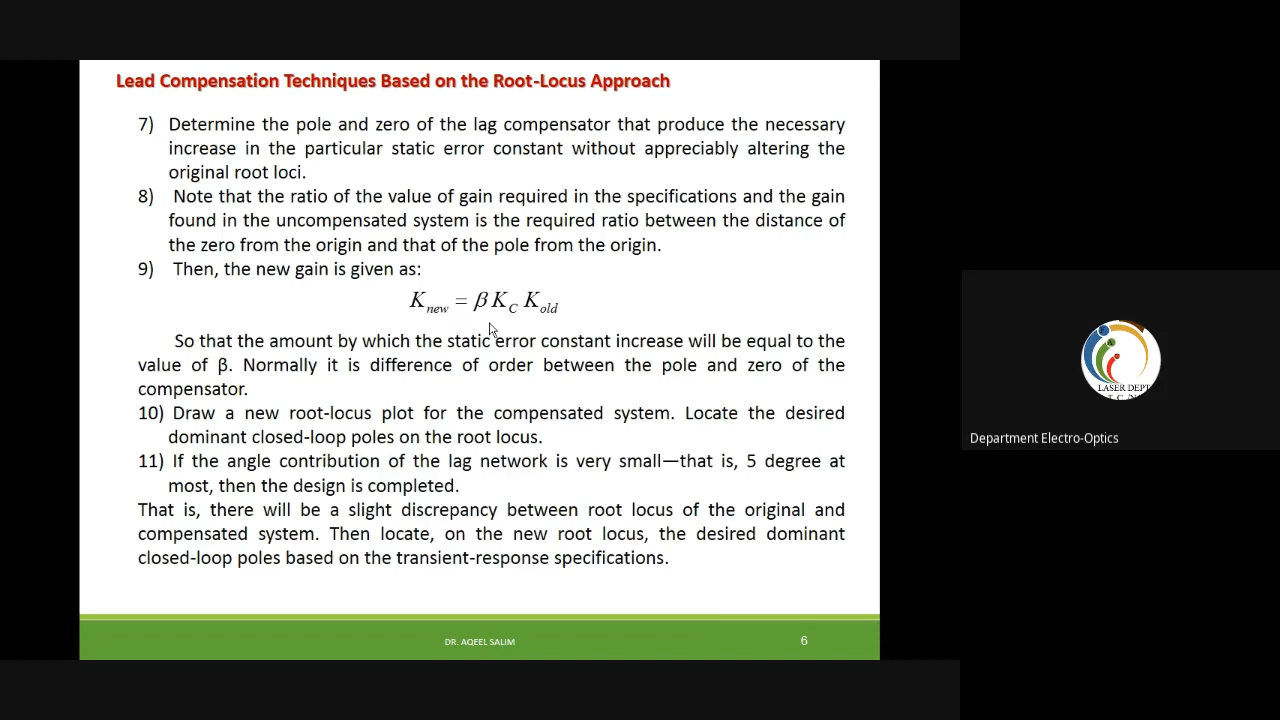 Lead Compensation Techniques Based on the Root-Locus Approach
7) Determine the pole and zero of the lag compensator that produce the necessary
increase in the particular static error constant without appreciably altering the
original root loci.
8) Note that the ratio of the value of gain required in the specifications and the gain
found in the uncompensated system is the required ratio between the distance of
the zero from the origin and that of the pole from the origin.
9) Then, the new gain is given as:
K_new = β K_C K_old
So that the amount by which the static error constant increase will be equal to the
value of β. Normally it is difference of order between the pole and zero of the
compensator.
10) Draw a new root-locus plot for the compensated system. Locate the desired
dominant closed-loop poles on the root locus.
11) If the angle contribution of the lag network is very small—that is, 5 degree at
most, then the design is completed.
That is, there will be a slight discrepancy between root locus of the original and
compensated system. Then locate, on the new root locus, the desired dominant
closed-loop poles based on the transient-response specifications.
DR. AQEEL SALIM
6
A
LASER DEPT
Department Electro-Optics